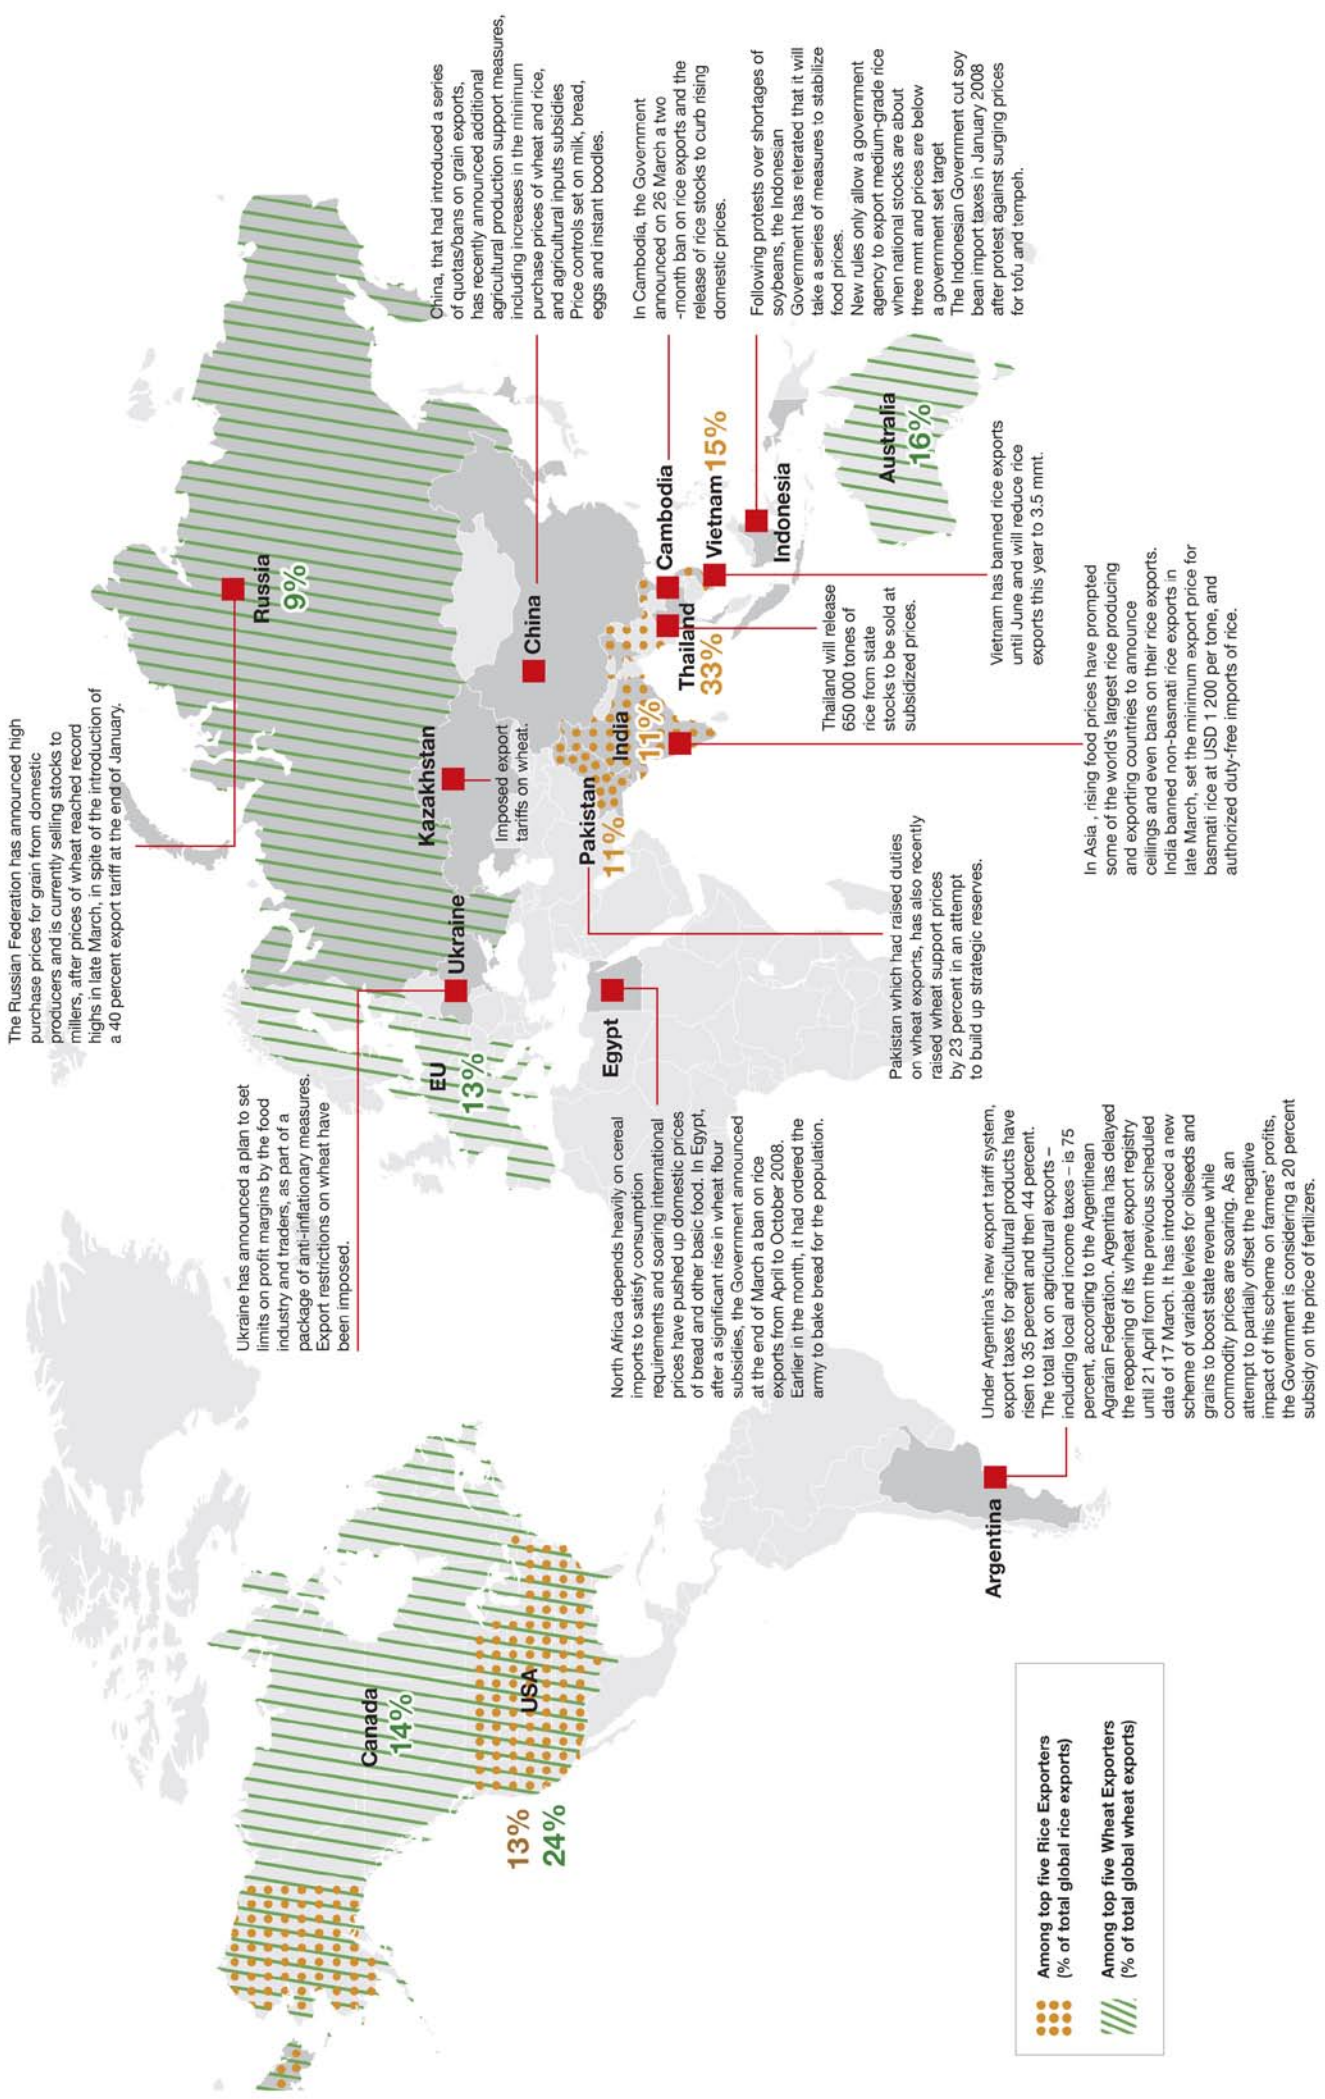 The Russian Federation has announced high
purchase prices for grain from domestic
producers and is currently selling stocks to
millers, after prices of wheat reached record
highs in late March, in spite of the introduction of
a 40 percent export tariff at the end of January.
Ukraine has announced a plan to set
limits on profit margins by the food
industry and traders, as part of a
package of anti-inflationary measures.
Export restrictions on wheat have
been imposed.
Canada
14%
USA
13%
24%
EU
13%
Ukraine
Kazakhstan
Imposed export
tariffs on wheat.
Russia
9%
China
China, that had introduced a series
of quotas/bans on grain exports,
has recently announced additional
agricultural production support measures,
including increases in the minimum
purchase prices of wheat and rice,
and agricultural inputs subsidies
Price controls set on milk, bread,
eggs and instant boodles.
In Cambodia, the Government
announced on 26 March a two
-month ban on rice exports and the
release of rice stocks to curb rising
domestic prices.
Following protests over shortages of
soybeans, the Indonesian
Government has reiterated that it will
take a series of measures to stabilize
food prices.
New rules only allow a government
agency to export medium-grade rice
when national stocks are about
three mmt and prices are below
a government set target
The Indonesian Government cut soy
bean import taxes in January 2008
after protest against surging prices
for tofu and tempeh.
Egypt
Pakistan
11%
India
11%
Thailand
33%
Cambodia
Vietnam 15%
Indonesia
Australia
16%
North Africa depends heavily on cereal
imports to satisfy consumption
requirements and soaring international
prices have pushed up domestic prices
of bread and other basic food. In Egypt,
after a significant rise in wheat flour
subsidies, the Government announced
at the end of March a ban on rice
exports from April to October 2008.
Earlier in the month, it had ordered the
army to bake bread for the population.
Thailand will release
650 000 tones of
rice from state
stocks to be sold at
subsidized prices.
Pakistan which had raised duties
on wheat exports, has also recently
raised wheat support prices
by 23 percent in an attempt
to build up strategic reserves.
Vietnam has banned rice exports
until June and will reduce rice
exports this year to 3.5 mmt.
In Asia , rising food prices have prompted
some of the world's largest rice producing
and exporting countries to announce
ceilings and even bans on their rice exports.
India banned non-basmati rice exports in
late March, set the minimum export price for
basmati rice at USD 1 200 per tone, and
authorized duty-free imports of rice.
Argentina
Under Argentina's new export tariff system,
export taxes for agricultural products have
risen to 35 percent and then 44 percent.
The total tax on agricultural exports –
including local and income taxes – is 75
percent, according to the Argentinean
Agrarian Federation. Argentina has delayed
the reopening of its wheat export registry
until 21 April from the previous scheduled
date of 17 March. It has introduced a new
scheme of variable levies for oilseeds and
grains to boost state revenue while
commodity prices are soaring. As an
attempt to partially offset the negative
impact of this scheme on farmers' profits,
the Government is considering a 20 percent
subsidy on the price of fertilizers.
Among top five Rice Exporters
(% of total global rice exports)
Among top five Wheat Exporters
(% of total global wheat exports)